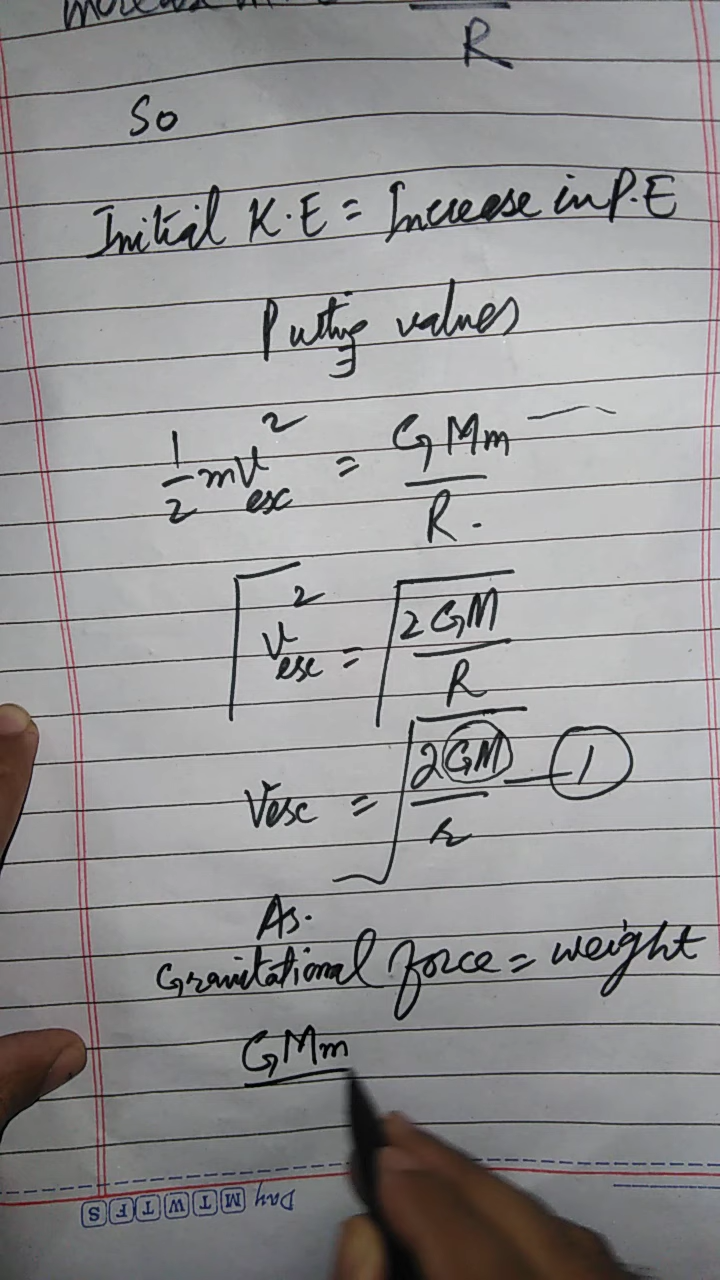 R
So
Initial K.E = Increase in P.E
Putting values
1/2 mv²esc = GMm/R.
√v²esc = √2GM/R
Vesc = √2GM/r — 1
As.
Gravitational force = weight
GMm
Day M T W T F S